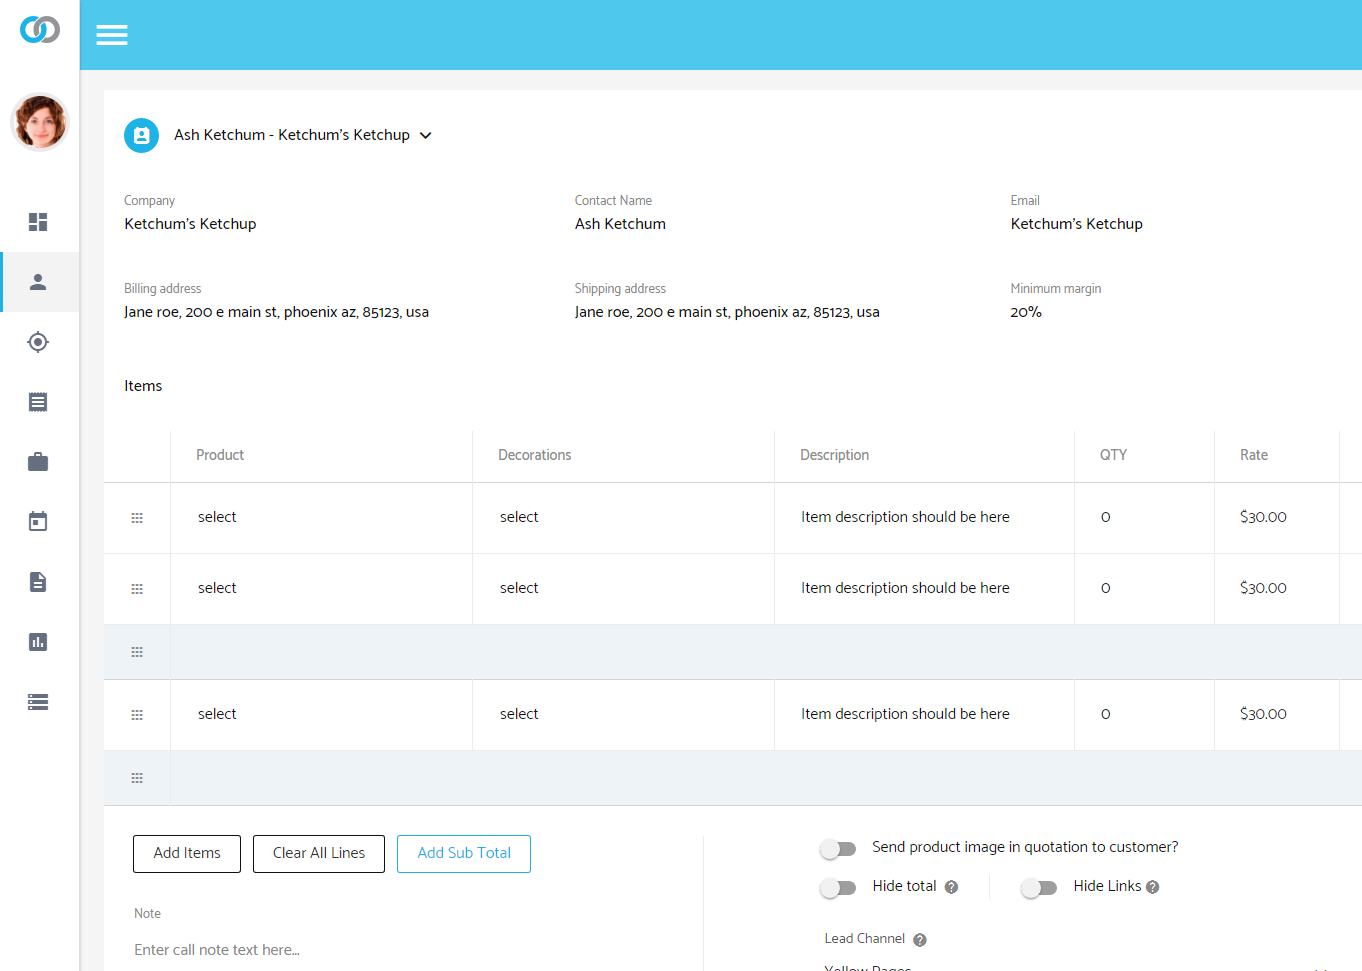 Ash Ketchum - Ketchum's Ketchup
Company Contact Name Email
Ketchum's Ketchup Ash Ketchum Ketchum's Ketchup
Billing address Shipping address Minimum margin
Jane roe, 200 e main st, phoenix az, 85123, usa Jane roe, 200 e main st, phoenix az, 85123, usa 20%
Items
Product Decorations Description QTY Rate
select select Item description should be here 0 $30.00
select select Item description should be here 0 $30.00
select select Item description should be here 0 $30.00
Add Items Clear All Lines Add Sub Total
Send product image in quotation to customer?
Hide total ? Hide Links ?
Note
Enter call note text here...
Lead Channel ?
Yellow Pages